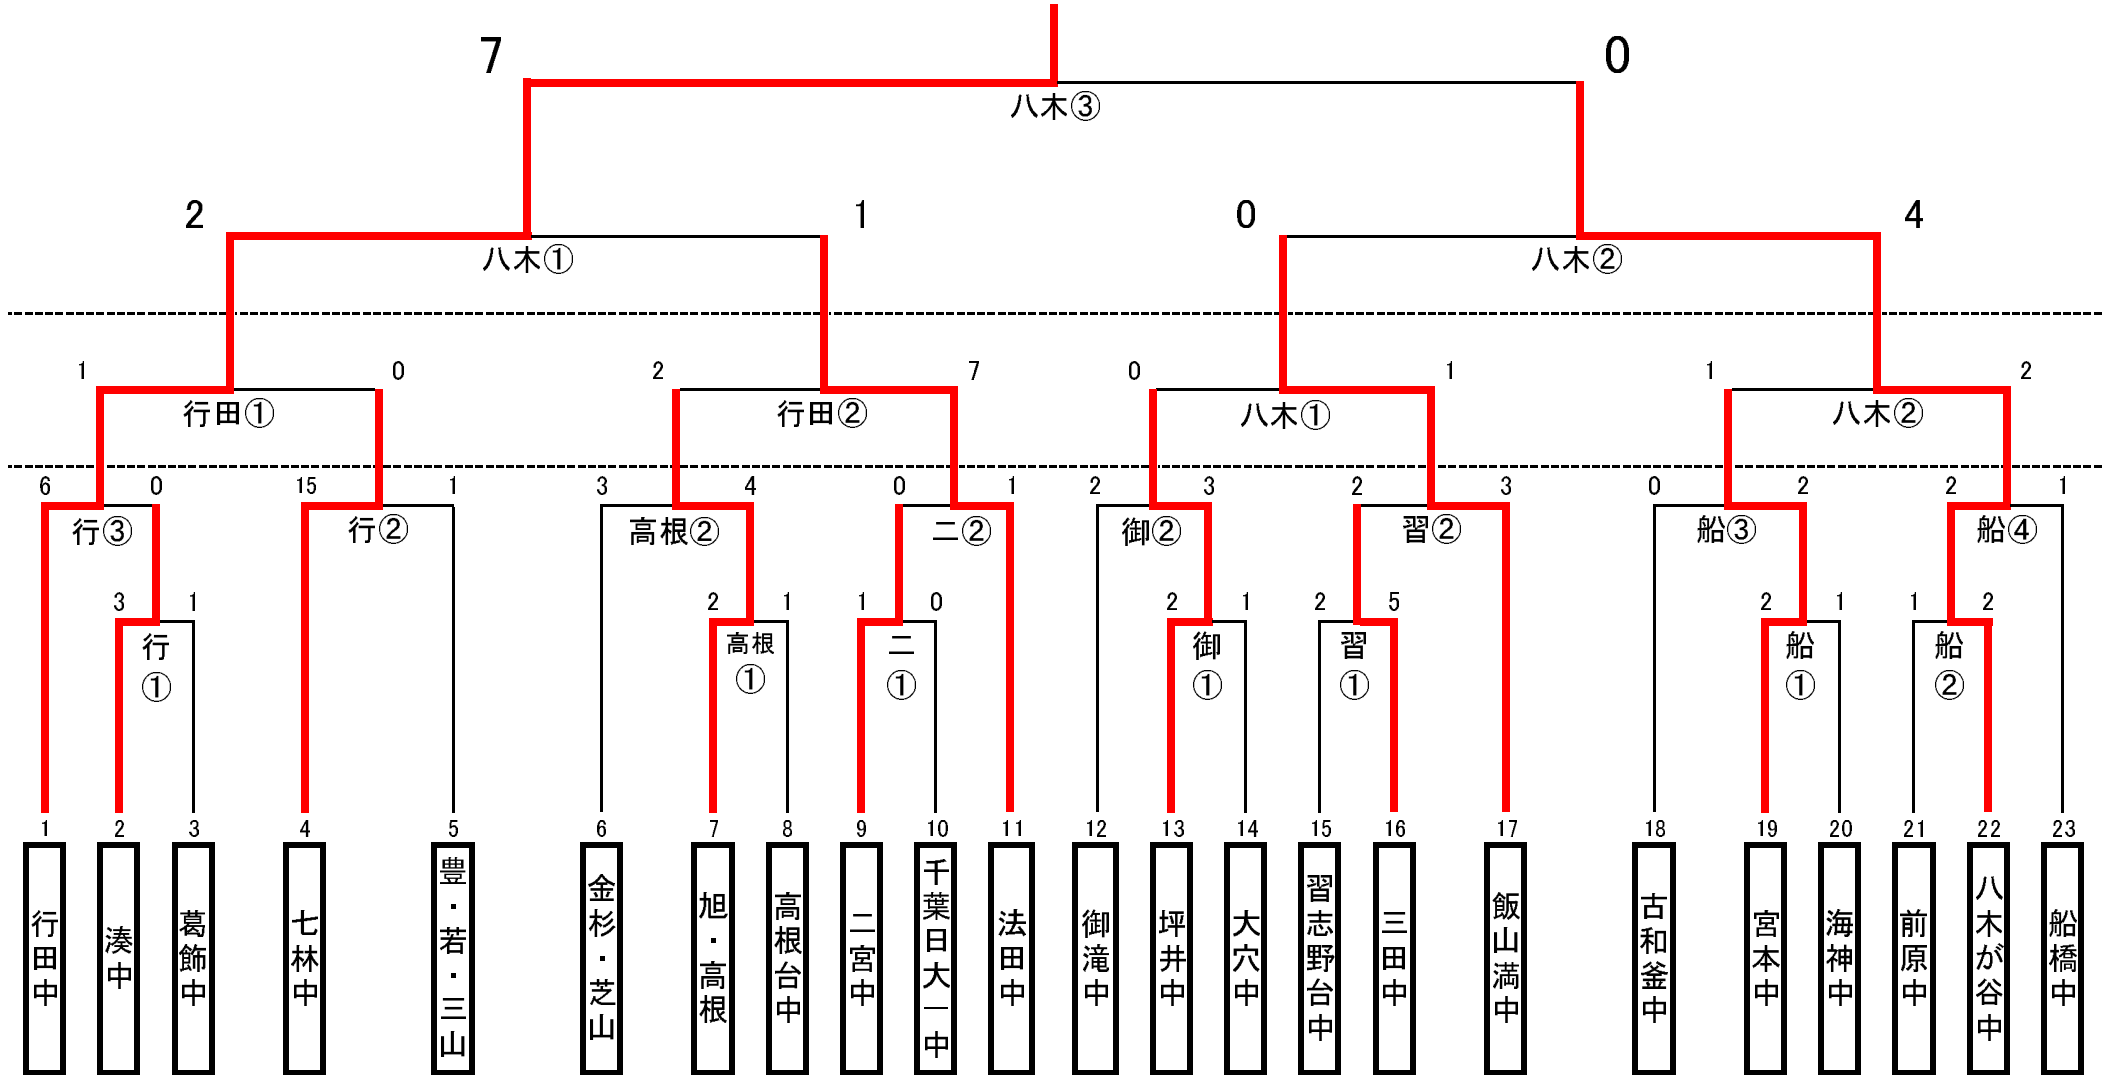 7 0
八木③
2 1 0 4
八木① 八木②
1 0 2 7 0 1 1 2
行田① 行田② 八木① 八木②
6 0 15 1 3 4 0 1 2 3 2 3 0 2 2 1
行③ 行② 高根② 二② 御② 習② 船③ 船④
3 1 2 1 1 0 2 1 2 5 2 1 1 2
行① 高根① 二① 御① 習① 船① 船②
1 2 3 4 5 6 7 8 9 10 11 12 13 14 15 16 17 18 19 20 21 22 23
行田中
湊中
葛飾中
七林中
豊・若・三山
金杉・芝山
旭・高根
高根台中
二宮中
千葉日大一中
法田中
御滝中
坪井中
大穴中
習志野台中
三田中
飯山満中
古和釜中
宮本中
海神中
前原中
八木が谷中
船橋中